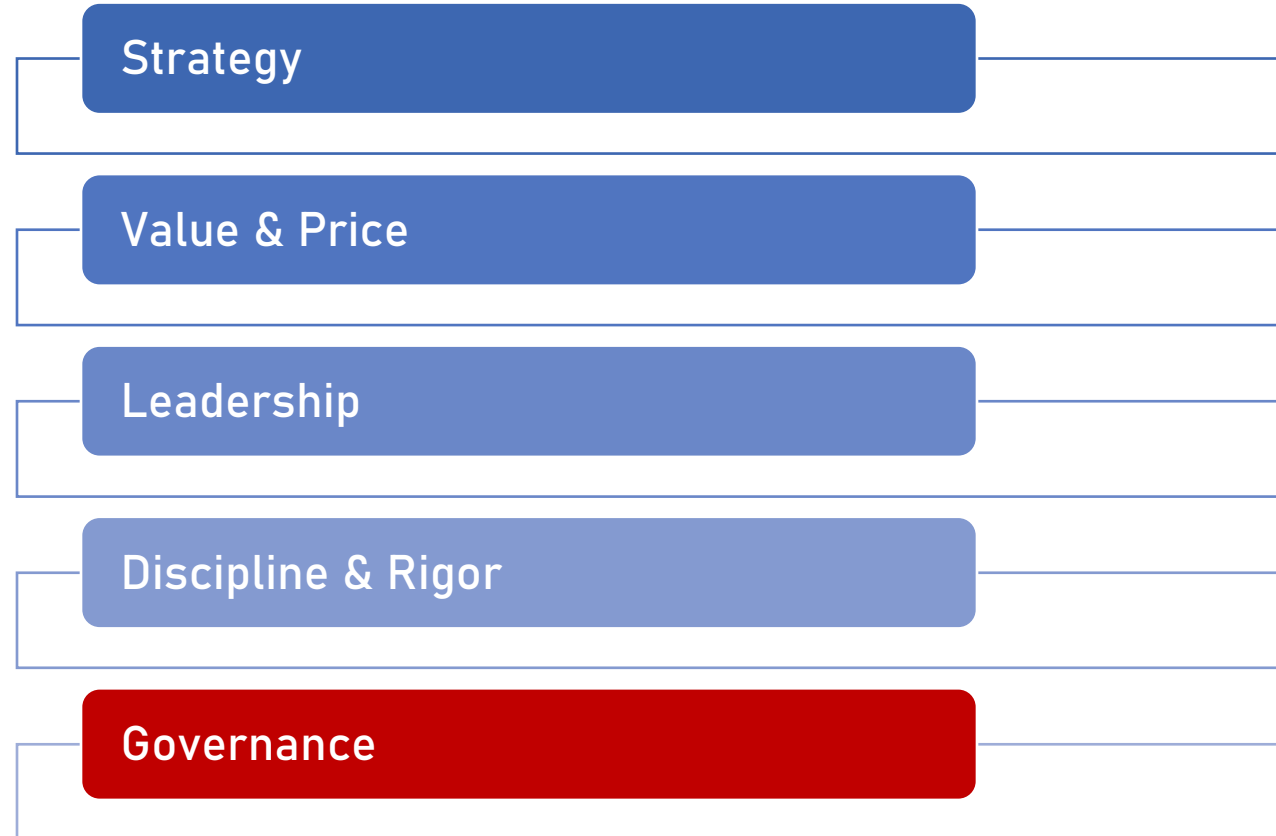 Strategy
Value & Price
Leadership
Discipline & Rigor
Governance